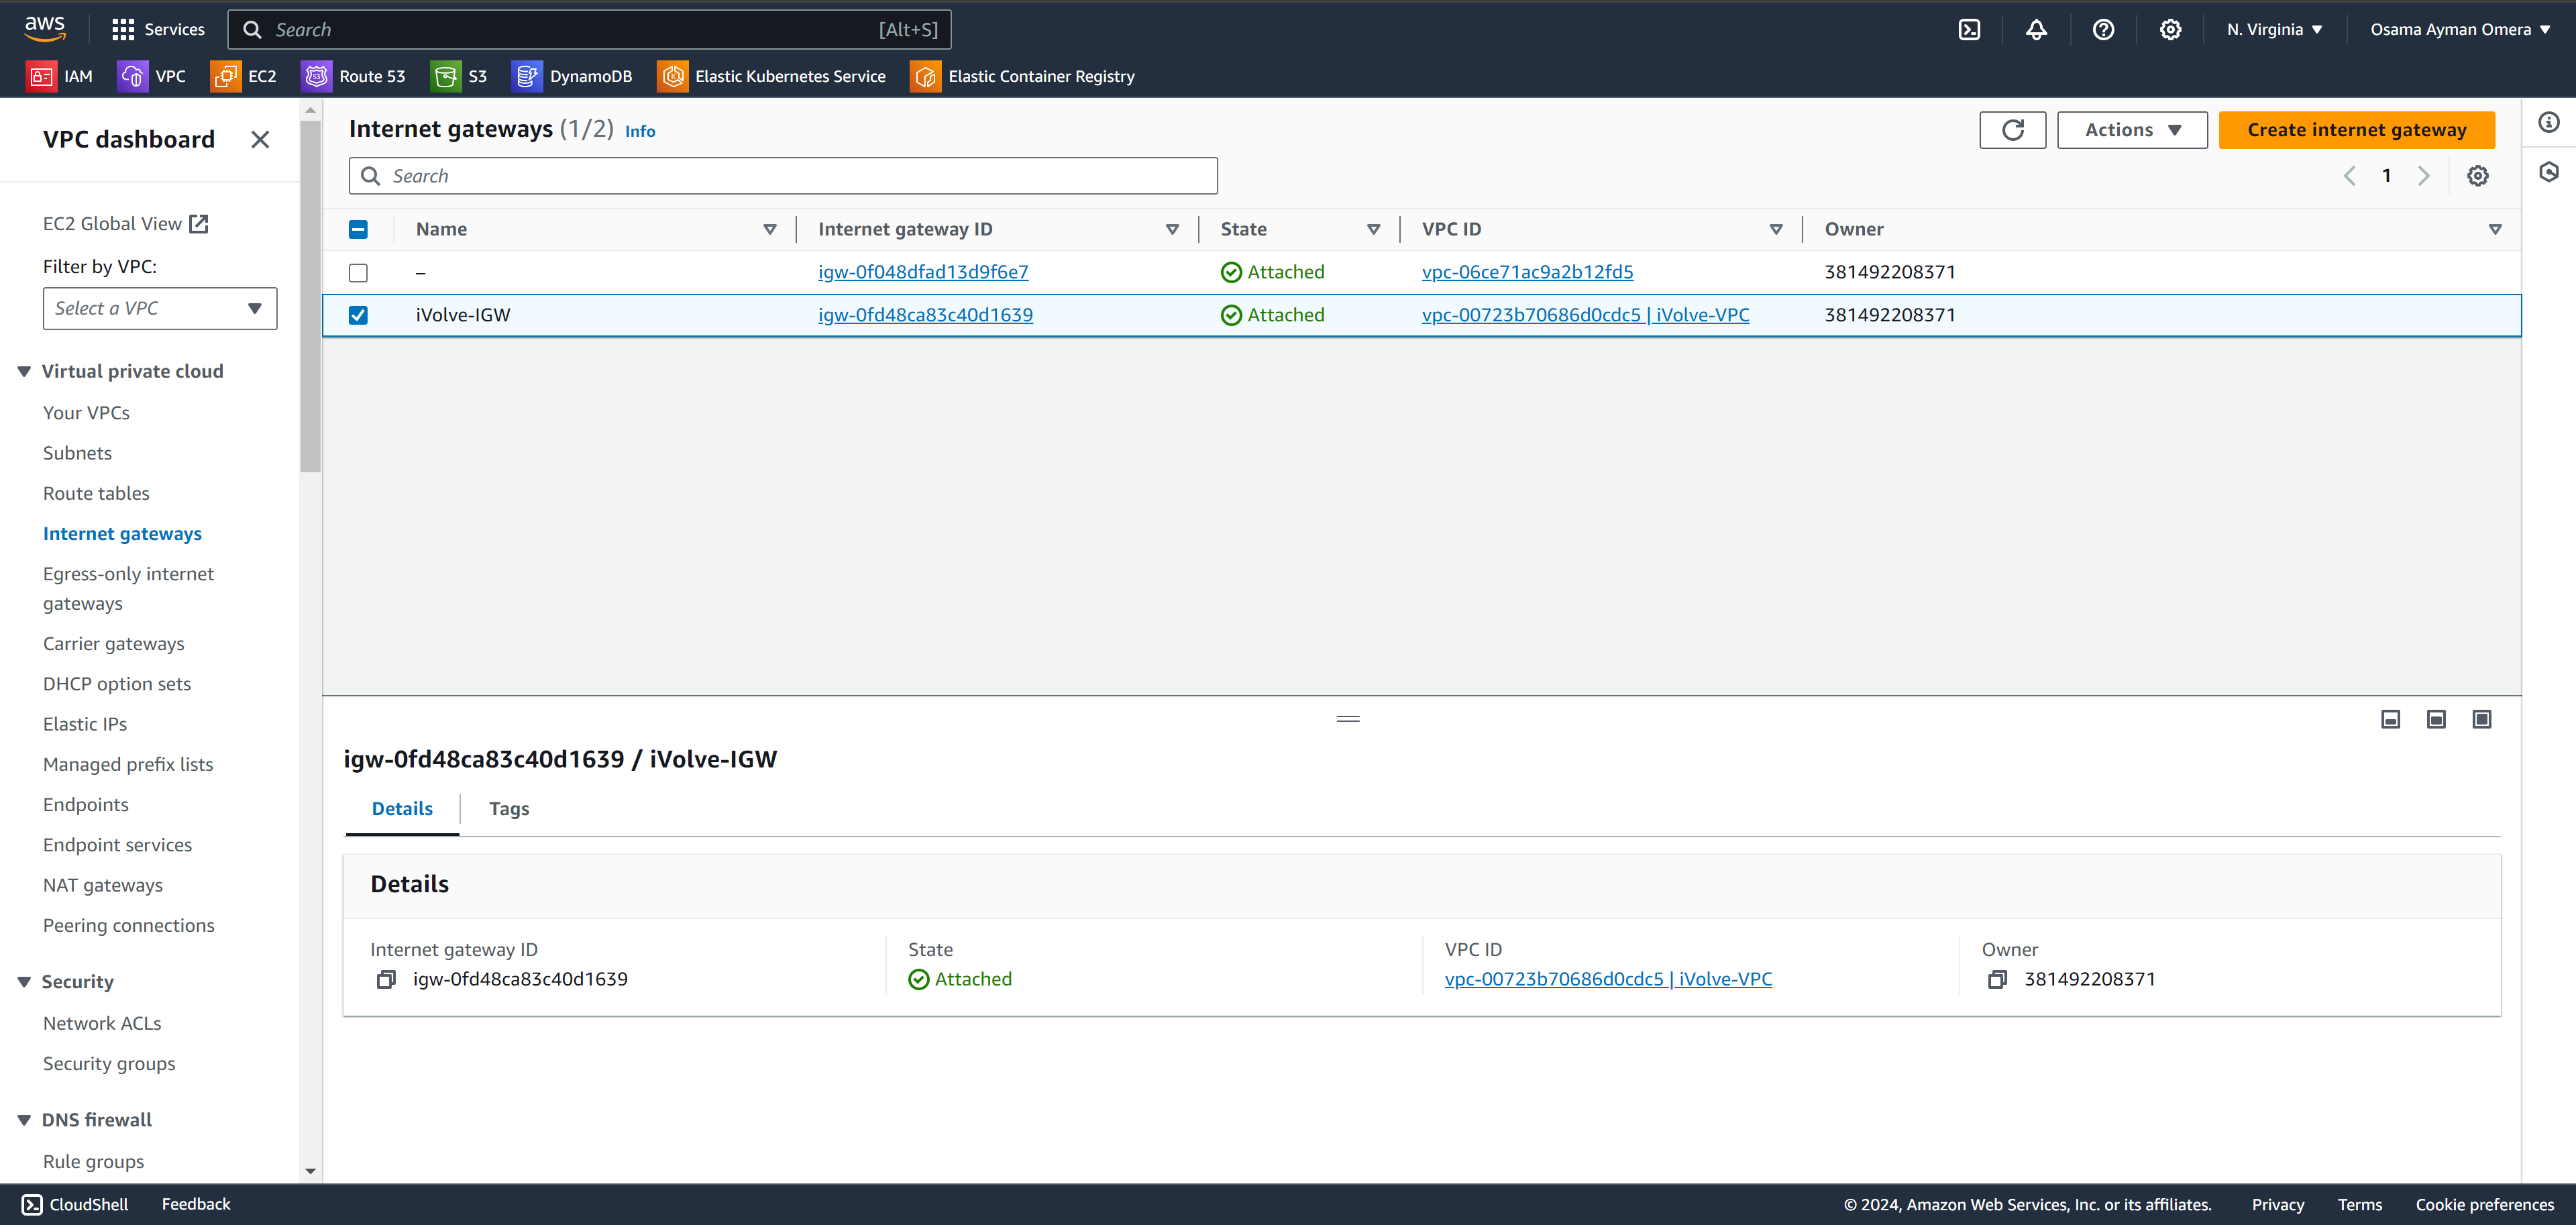 aws
Services
Search
[Alt+S]
N. Virginia
Osama Ayman Omera
IAM
VPC
EC2
Route 53
S3
DynamoDB
Elastic Kubernetes Service
Elastic Container Registry
VPC dashboard
EC2 Global View
Filter by VPC:
Select a VPC
Virtual private cloud
Your VPCs
Subnets
Route tables
Internet gateways
Egress-only internet
gateways
Carrier gateways
DHCP option sets
Elastic IPs
Managed prefix lists
Endpoints
Endpoint services
NAT gateways
Peering connections
Security
Network ACLs
Security groups
DNS firewall
Rule groups
Internet gateways (1/2) Info
Actions
Create internet gateway
Search
1
Name Internet gateway ID State VPC ID Owner
– igw-0f048dfad13d9f6e7 Attached vpc-06ce71ac9a2b12fd5 381492208371
iVolve-IGW igw-0fd48ca83c40d1639 Attached vpc-00723b70686d0cdc5 | iVolve-VPC 381492208371
igw-0fd48ca83c40d1639 / iVolve-IGW
Details Tags
Details
Internet gateway ID State VPC ID Owner
igw-0fd48ca83c40d1639 Attached vpc-00723b70686d0cdc5 | iVolve-VPC 381492208371
CloudShell Feedback © 2024, Amazon Web Services, Inc. or its affiliates. Privacy Terms Cookie preferences